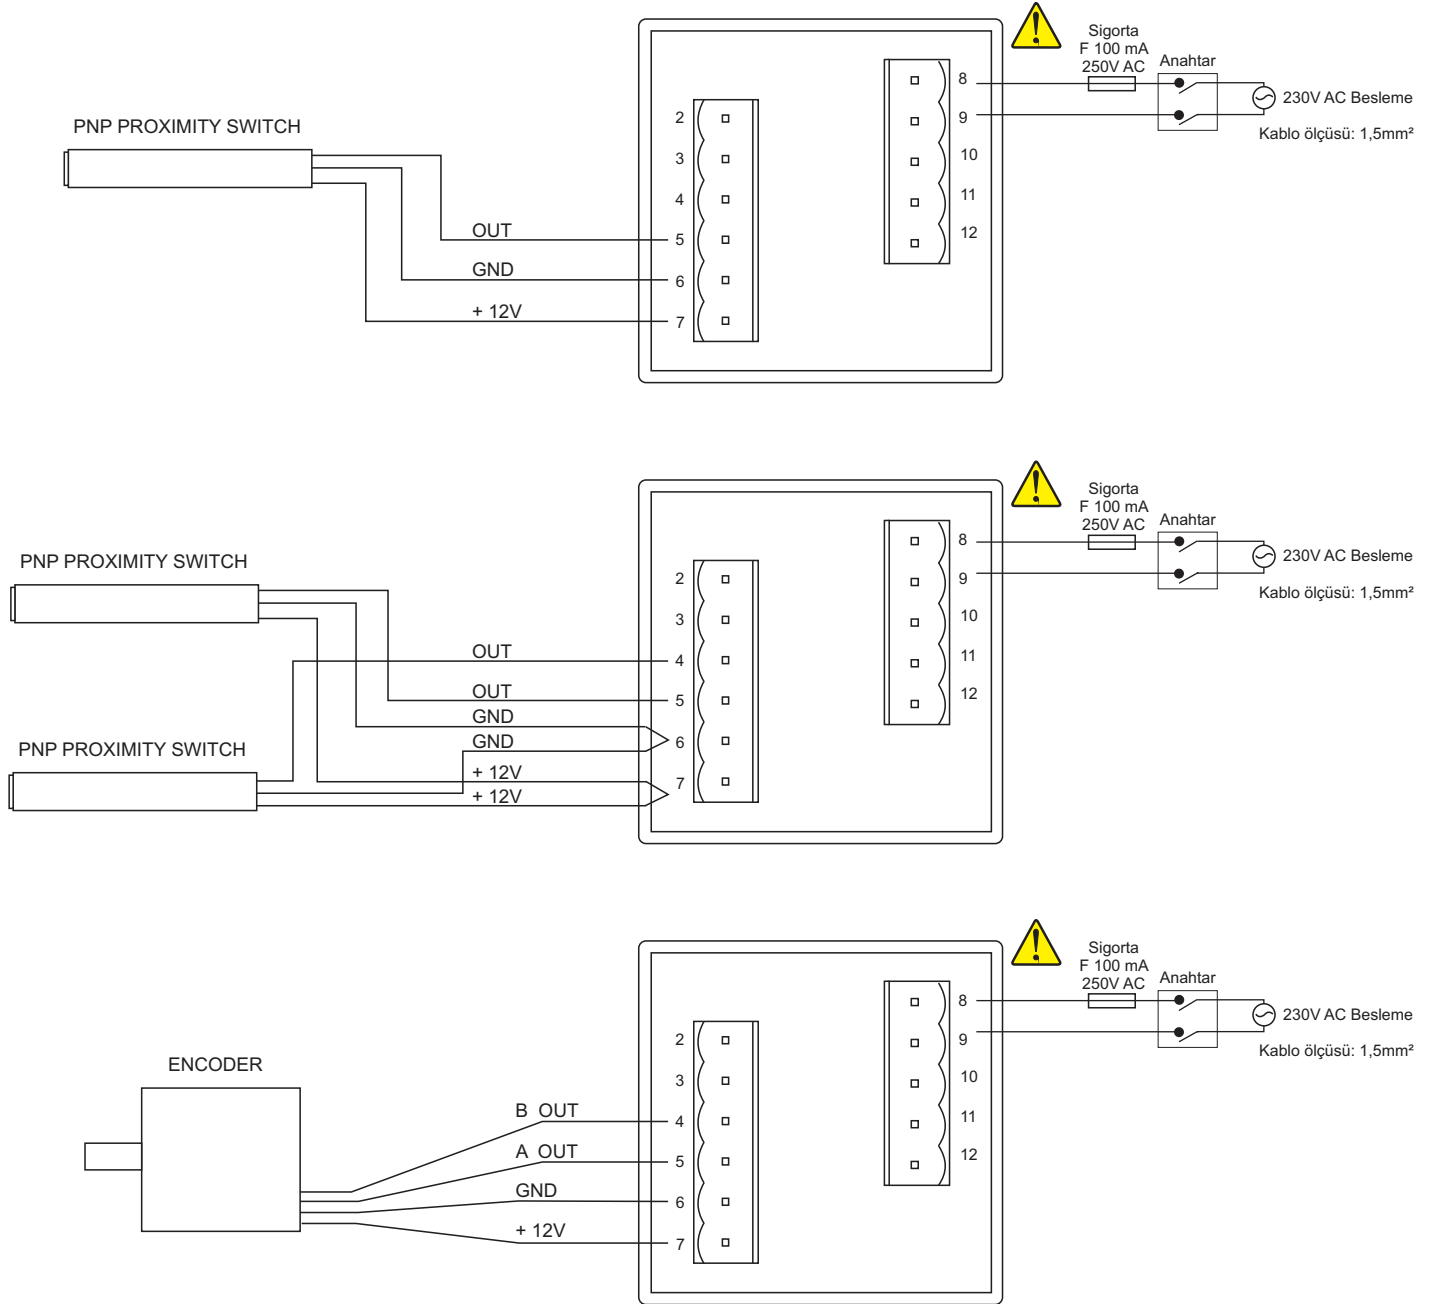 Sigorta
F 100 mA
250V AC
Anahtar
230V AC Besleme
Kablo ölçüsü: 1,5mm²
PNP PROXIMITY SWITCH
OUT
GND
+ 12V
2
3
4
5
6
7
8
9
10
11
12
Sigorta
F 100 mA
250V AC
Anahtar
230V AC Besleme
Kablo ölçüsü: 1,5mm²
PNP PROXIMITY SWITCH
PNP PROXIMITY SWITCH
OUT
OUT
GND
GND
+ 12V
+ 12V
2
3
4
5
6
7
8
9
10
11
12
Sigorta
F 100 mA
250V AC
Anahtar
230V AC Besleme
Kablo ölçüsü: 1,5mm²
ENCODER
B OUT
A OUT
GND
+ 12V
2
3
4
5
6
7
8
9
10
11
12